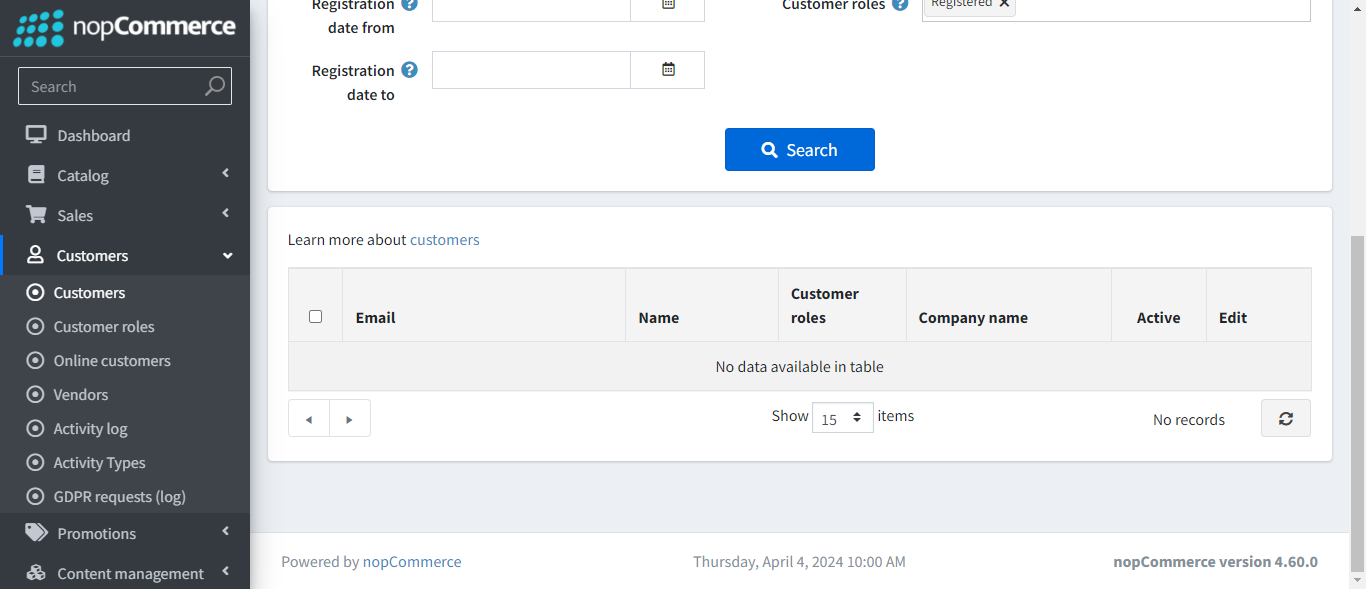 nopCommerce
Search
Dashboard
Catalog
Sales
Customers
Customers
Customer roles
Online customers
Vendors
Activity log
Activity Types
GDPR requests (log)
Promotions
Content management
Registration
date from
Customer roles
Registered
Registration
date to
Search
Learn more about customers
Email
Name
Customer
roles
Company name
Active
Edit
No data available in table
Show 15 items
No records
Powered by nopCommerce
Thursday, April 4, 2024 10:00 AM
nopCommerce version 4.60.0